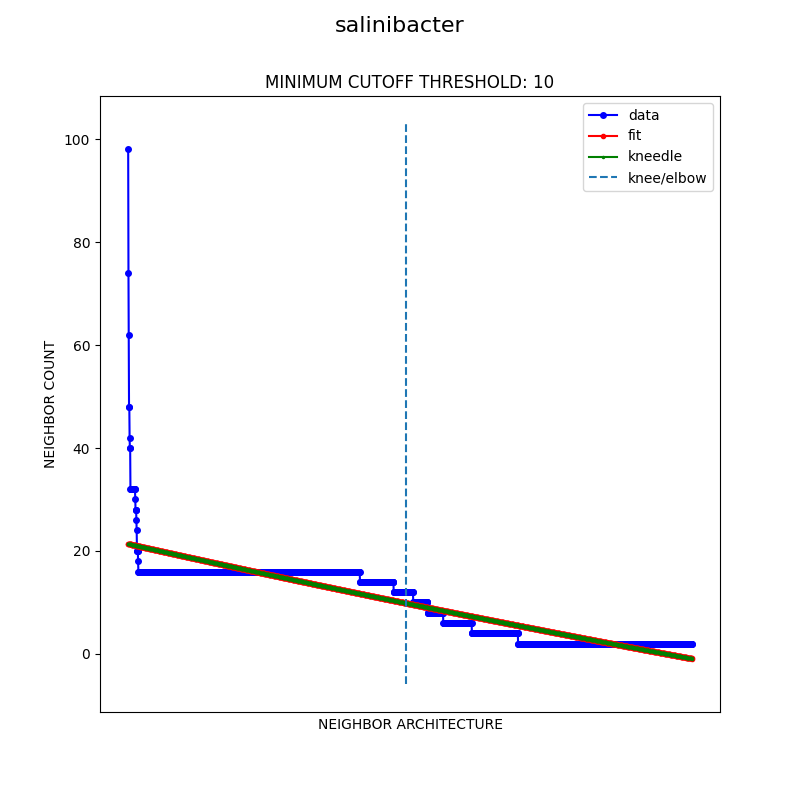 salinibacter
MINIMUM CUTOFF THRESHOLD: 10
data
fit
kneedle
knee/elbow
100
80
60
40
20
0
NEIGHBOR COUNT
NEIGHBOR ARCHITECTURE